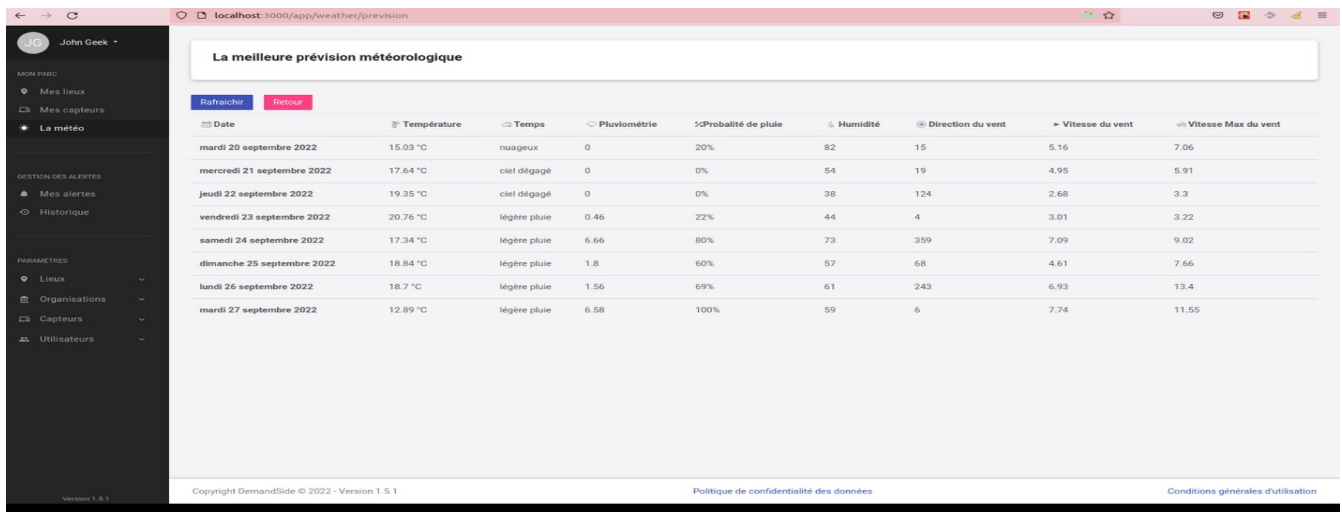 localhost:3000/app/weather/prevision
JG John Geek
MON PARC
Mes lieux
Mes capteurs
La météo
GESTION DES ALERTES
Mes alertes
Historique
PARAMÈTRES
Lieux
Organisations
Capteurs
Utilisateurs
Version 1.5.1
La meilleure prévision météorologique
Rafraichir Retour
Date Température Temps Pluviométrie Probalité de pluie Humidité Direction du vent Vitesse du vent Vitesse Max du vent
mardi 20 septembre 2022 15.03 °C nuageux 0 20% 82 15 5.16 7.06
mercredi 21 septembre 2022 17.64 °C ciel dégagé 0 0% 54 19 4.95 5.91
jeudi 22 septembre 2022 19.35 °C ciel dégagé 0 0% 38 124 2.68 3.3
vendredi 23 septembre 2022 20.76 °C légère pluie 0.46 22% 44 4 3.01 3.22
samedi 24 septembre 2022 17.34 °C légère pluie 6.66 80% 73 359 7.09 9.02
dimanche 25 septembre 2022 18.84 °C légère pluie 1.8 60% 57 68 4.61 7.66
lundi 26 septembre 2022 18.7 °C légère pluie 1.56 69% 61 243 6.93 13.4
mardi 27 septembre 2022 12.89 °C légère pluie 6.58 100% 59 6 7.74 11.55
Copyright DemandSide © 2022 - Version 1.5.1 Politique de confidentialité des données Conditions générales d'utilisation